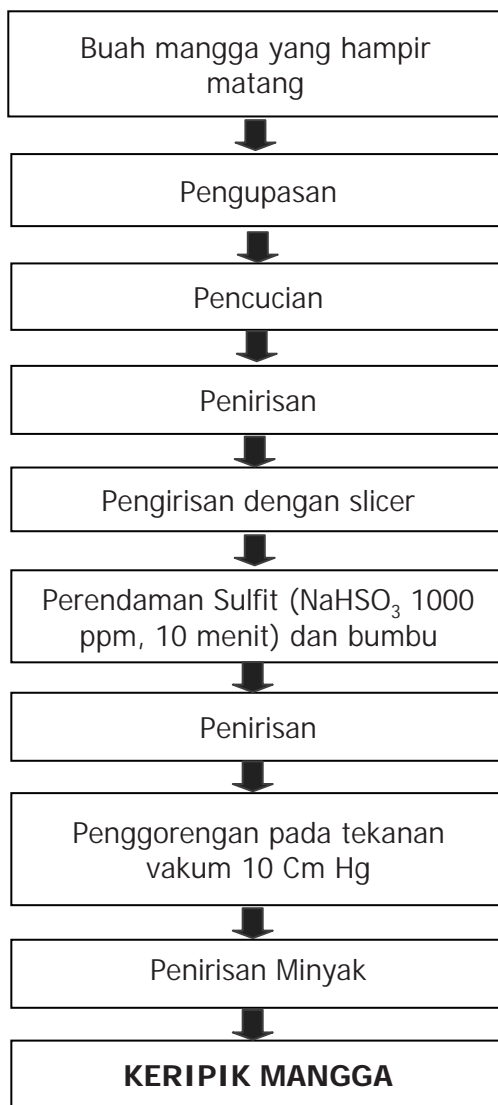 Buah mangga yang hampir
matang
Pengupasan
Pencucian
Penirisan
Pengirisan dengan slicer
Perendaman Sulfit (NaHSO₃ 1000
ppm, 10 menit) dan bumbu
Penirisan
Penggorengan pada tekanan
vakum 10 Cm Hg
Penirisan Minyak
KERIPIK MANGGA